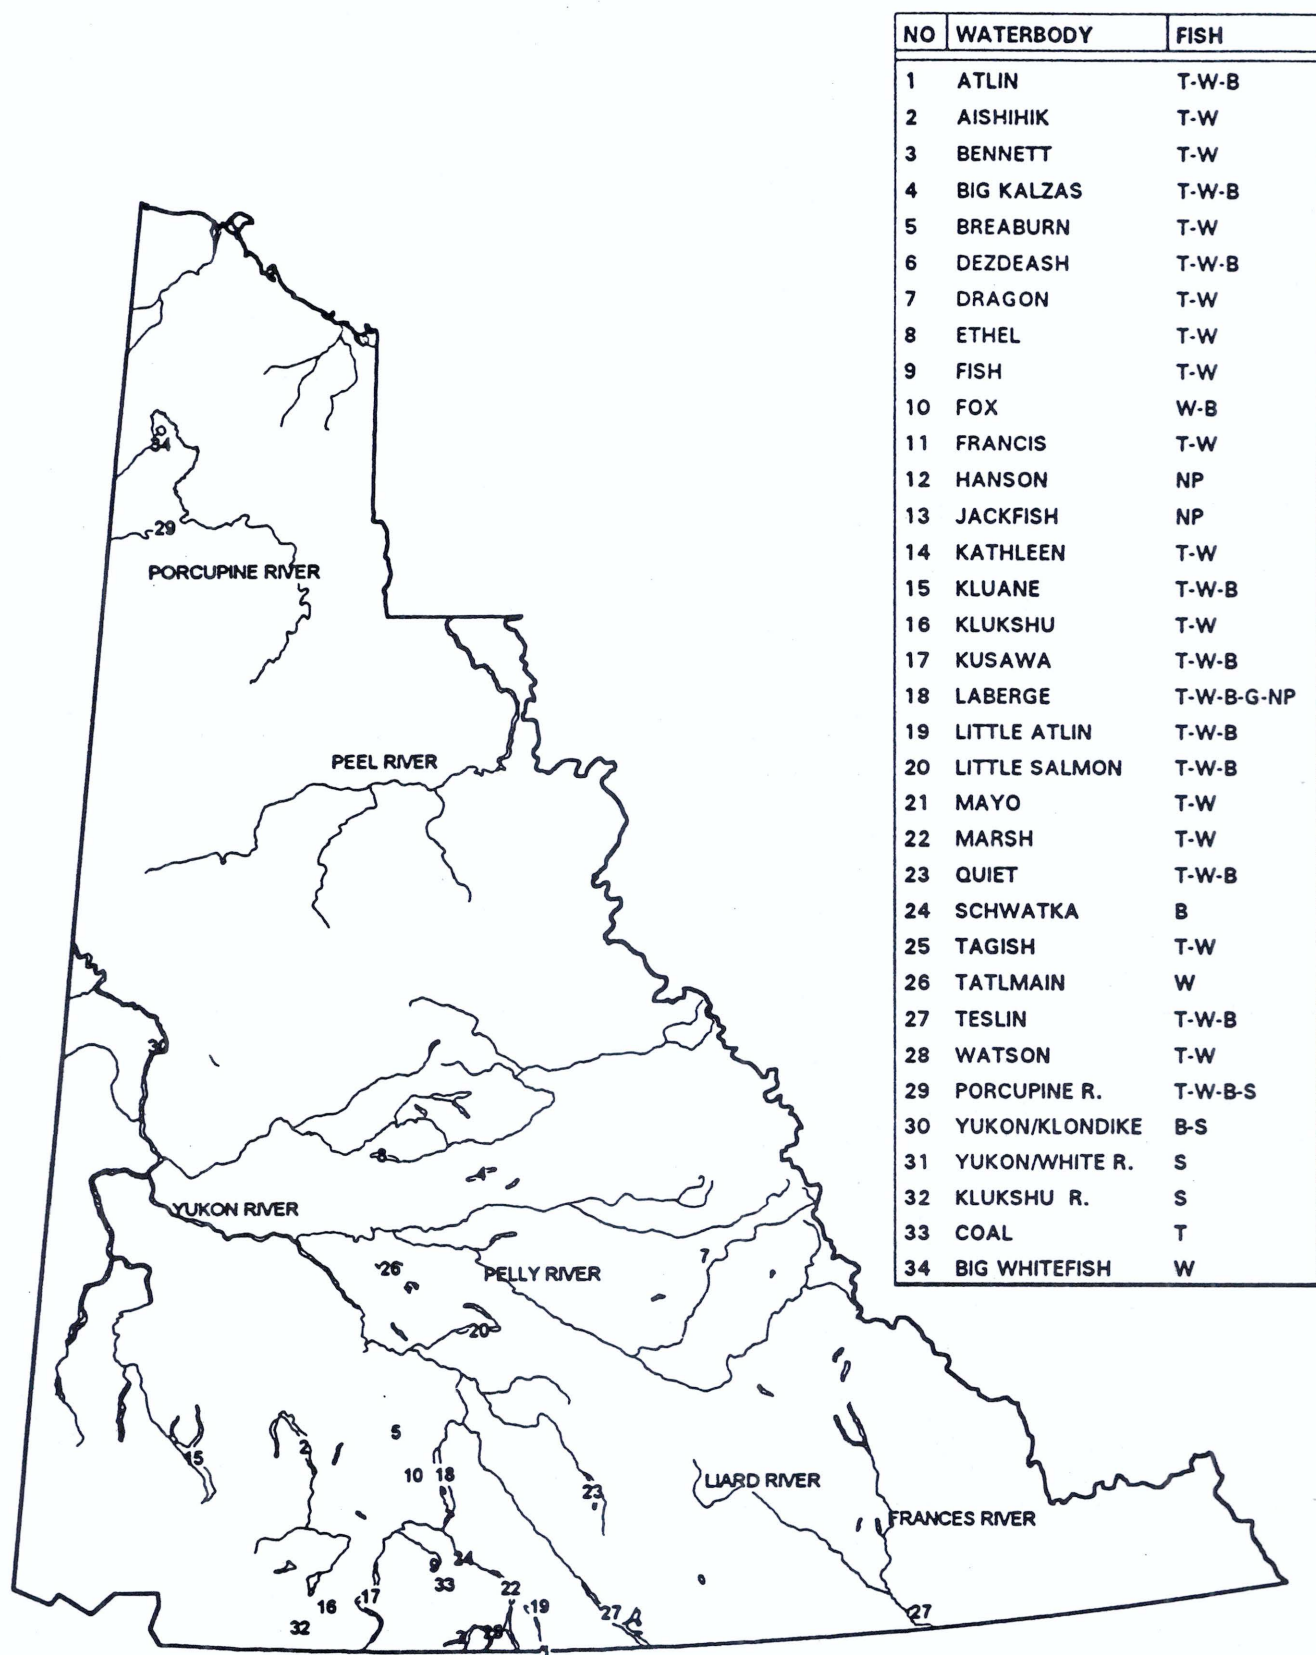 NO WATERBODY FISH
1 ATLIN T-W-B
2 AISHIHIK T-W
3 BENNETT T-W
4 BIG KALZAS T-W-B
5 BREABURN T-W
6 DEZDEASH T-W-B
7 DRAGON T-W
8 ETHEL T-W
9 FISH T-W
10 FOX W-B
11 FRANCIS T-W
12 HANSON NP
13 JACKFISH NP
14 KATHLEEN T-W
15 KLUANE T-W-B
16 KLUKSHU T-W
17 KUSAWA T-W-B
18 LABERGE T-W-B-G-NP
19 LITTLE ATLIN T-W-B
20 LITTLE SALMON T-W-B
21 MAYO T-W
22 MARSH T-W
23 QUIET T-W-B
24 SCHWATKA B
25 TAGISH T-W
26 TATLMAIN W
27 TESLIN T-W-B
28 WATSON T-W
29 PORCUPINE R. T-W-B-S
30 YUKON/KLONDIKE B-S
31 YUKON/WHITE R. S
32 KLUKSHU R. S
33 COAL T
34 BIG WHITEFISH W
34
29
PORCUPINE RIVER
PEEL RIVER
30
8
4
YUKON RIVER
7
26
PELLY RIVER
20
5
2
15
10 18
LIARD RIVER
23
FRANCES RIVER
24
9
33
22
17
16
19
27
27
32